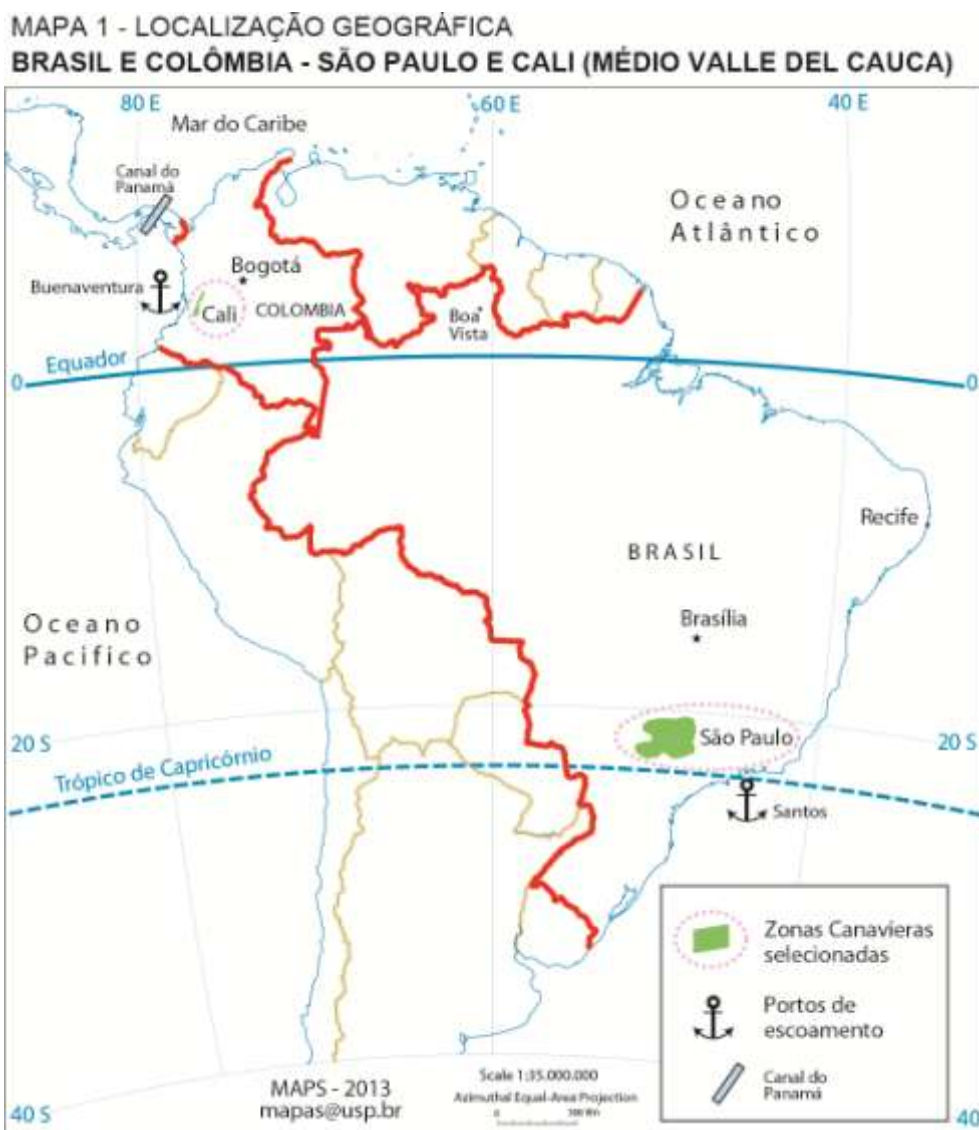 MAPA 1 - LOCALIZAÇÃO GEOGRÁFICA
BRASIL E COLÔMBIA - SÃO PAULO E CALI (MÉDIO VALLE DEL CAUCA)
80 E
60 E
40 E
Mar do Caribe
Canal do
Panamá
Oceano
Atlântico
Bogotá
Buenaventura
Cali
COLOMBIA
Boa
Vista
Equador
0
0
Recife
BRASIL
Oceano
Pacifico
Brasília
São Paulo
20 S
20 S
Trópico de Capricórnio
Santos
Zonas Canavieras
selecionadas
Portos de
escoamento
Canal do
Panamá
MAPS - 2013
mapas@usp.br
Scale 1:35.000.000
Azimuthal Equal-Area Projection
0
Km
40 S
40